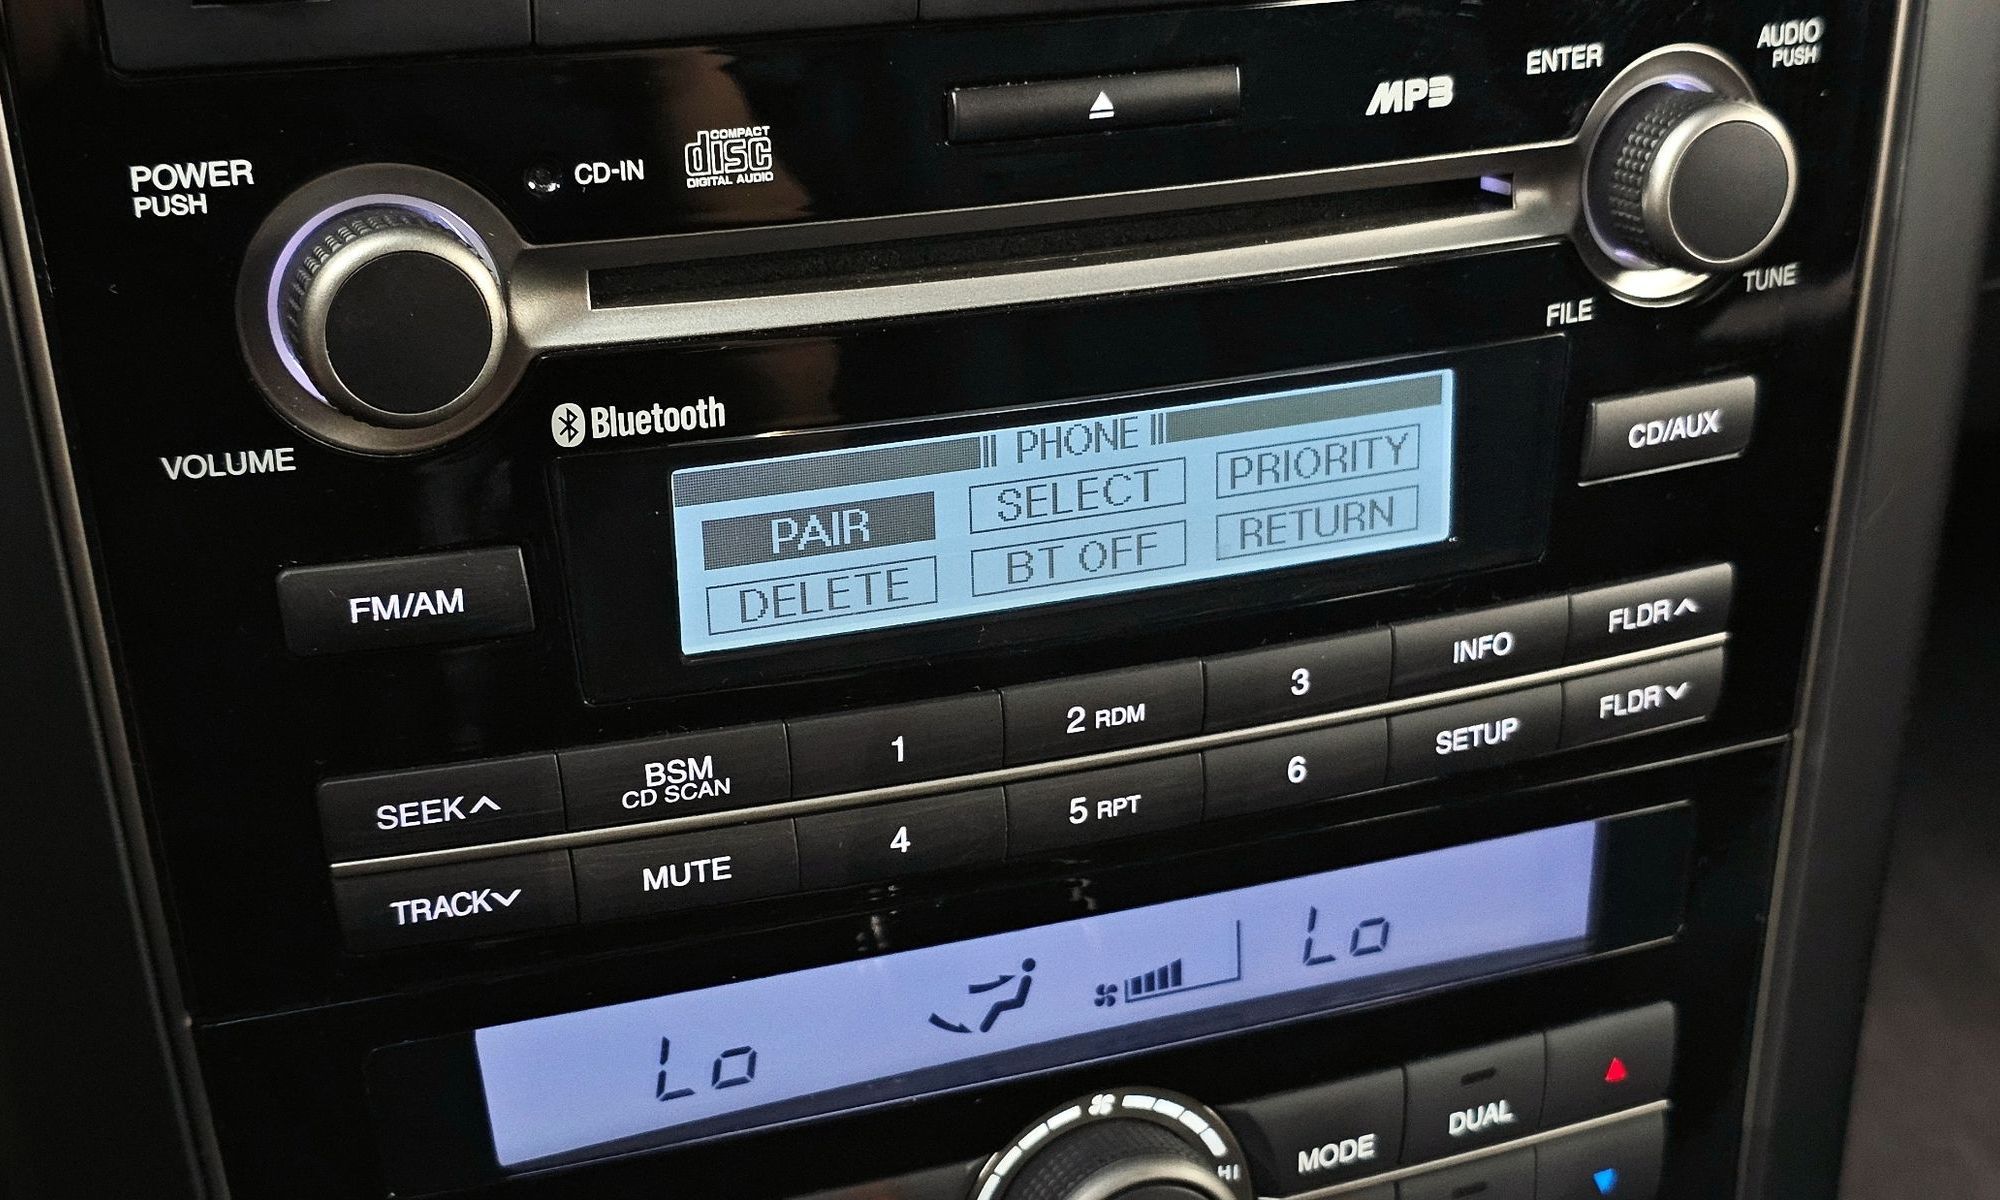 AUDIO
PUSH
ENTER
MP3
COMPACT
disc
DIGITAL AUDIO
CD-IN
POWER
PUSH
TUNE
FILE
VOLUME
Bluetooth
PHONE
PAIR SELECT PRIORITY
DELETE BT OFF RETURN
CD/AUX
FM/AM
SEEK BSM 1 2 RDM 3 INFO FLDR
CD SCAN
TRACK MUTE 4 5 RPT 6 SETUP FLDR
Lo Lo
HI
MODE
DUAL